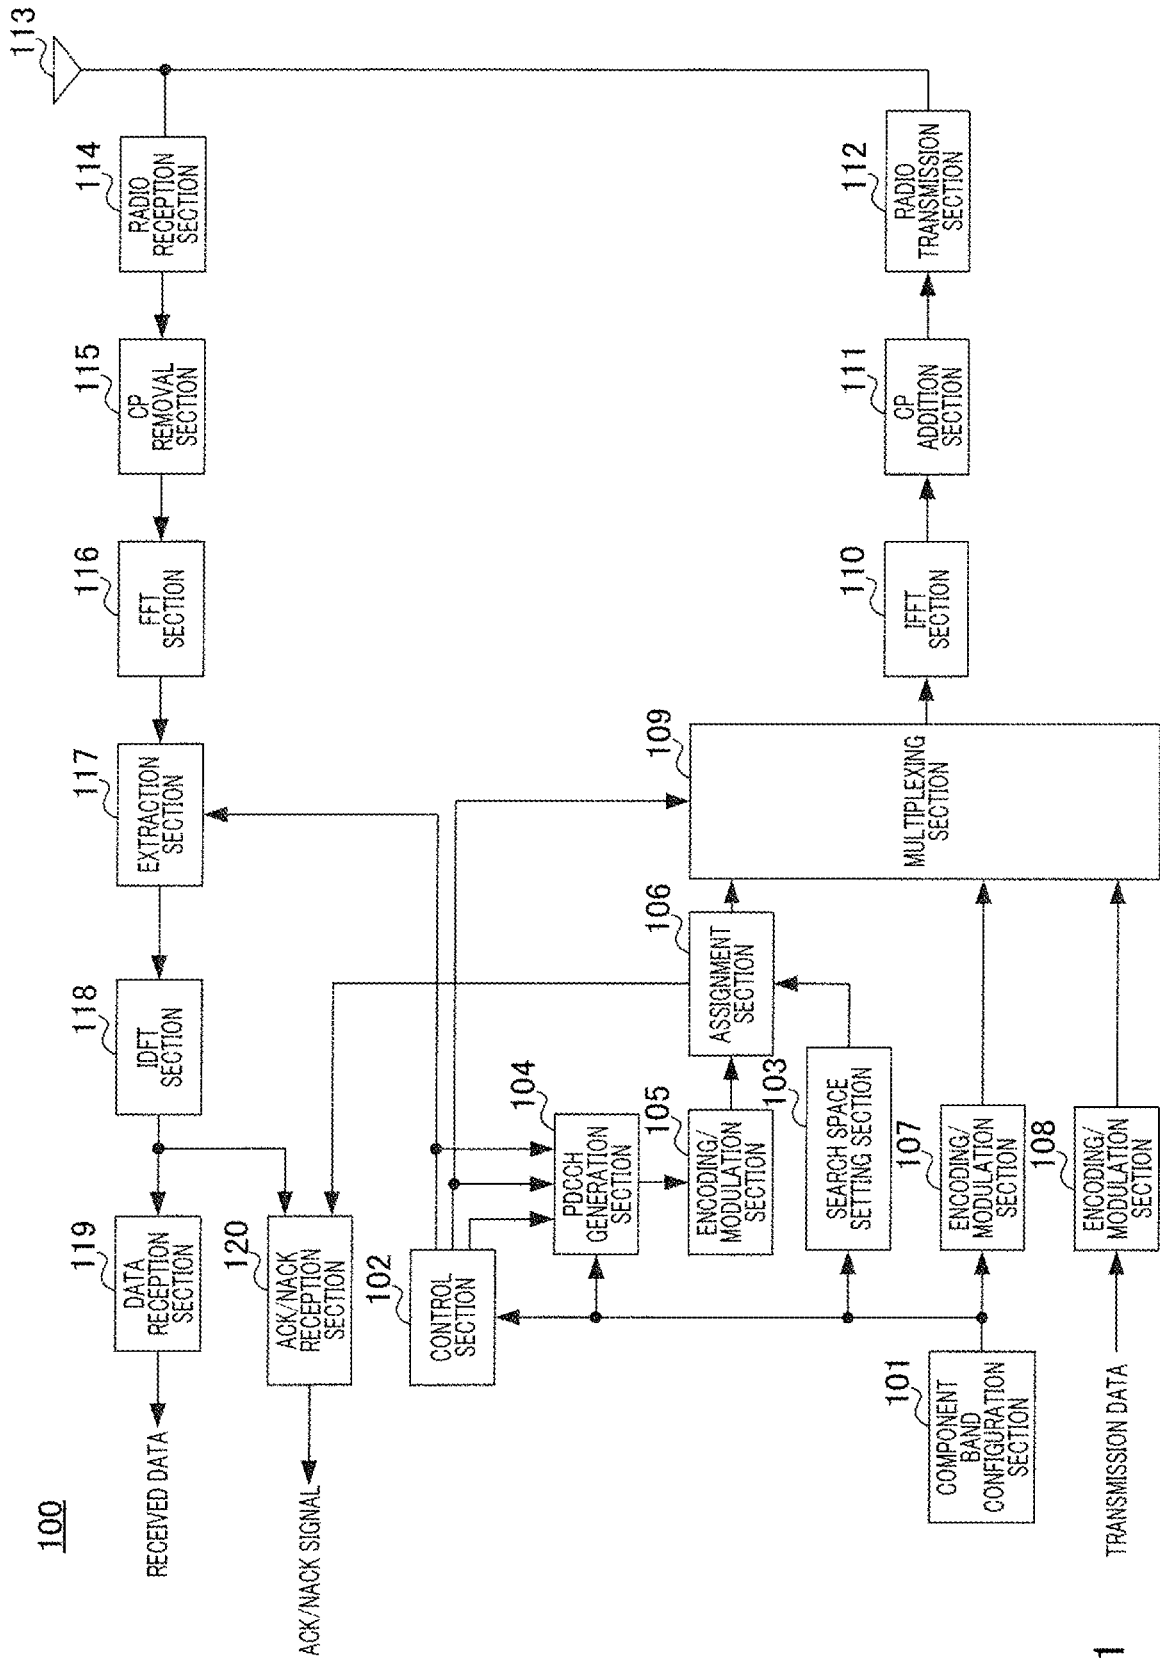 100
113
RADIO
RECEPTION
SECTION
114
CP
REMOVAL
SECTION
115
FFT
SECTION
116
EXTRACTION
SECTION
117
IDFT
SECTION
118
DATA
RECEPTION
SECTION
119
RECEIVED DATA
ACK/NACK
RECEPTION
SECTION
120
ACK/NACK SIGNAL
CONTROL
SECTION
102
PDCCH
GENERATION
SECTION
104
ENCODING/
MODULATION
SECTION
105
ASSIGNMENT
SECTION
106
SEARCH SPACE
SETTING SECTION
103
ENCODING/
MODULATION
SECTION
107
ENCODING/
MODULATION
SECTION
108
COMPONENT
BAND
CONFIGURATION
SECTION
101
TRANSMISSION DATA
MULTIPLEXING
SECTION
109
IFFT
SECTION
110
CP
ADDITION
SECTION
111
RADIO
TRANSMISSION
SECTION
112
1